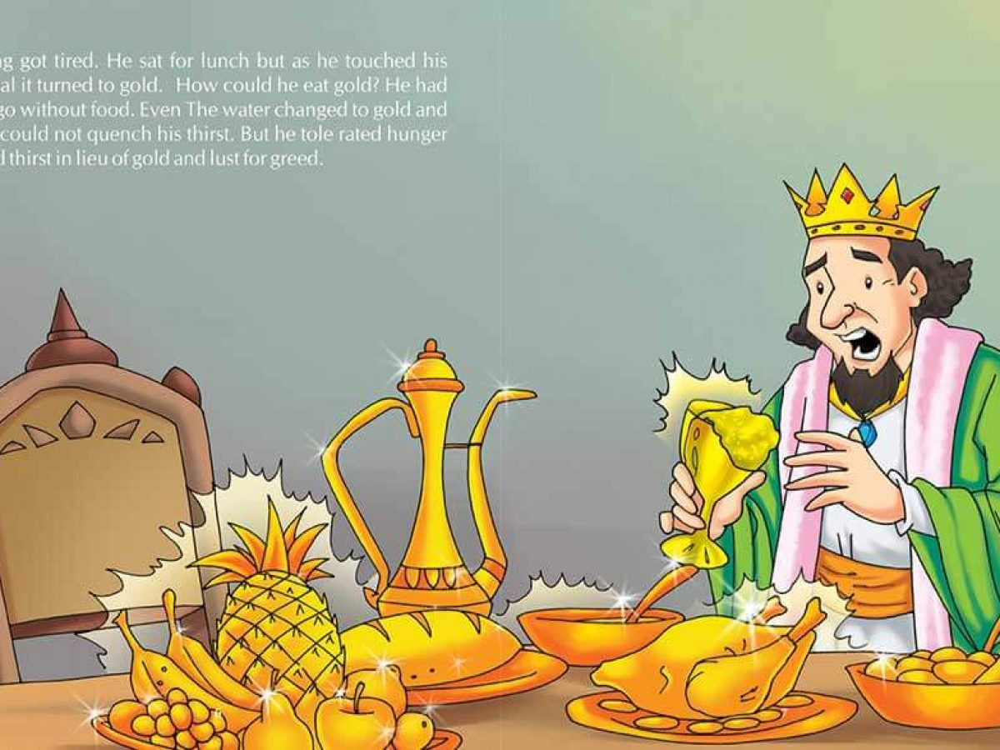 ng got tired. He sat for lunch but as he touched his
al it turned to gold. How could he eat gold? He had
go without food. Even The water changed to gold and
could not quench his thirst. But he tole rated hunger
d thirst in lieu of gold and lust for greed.